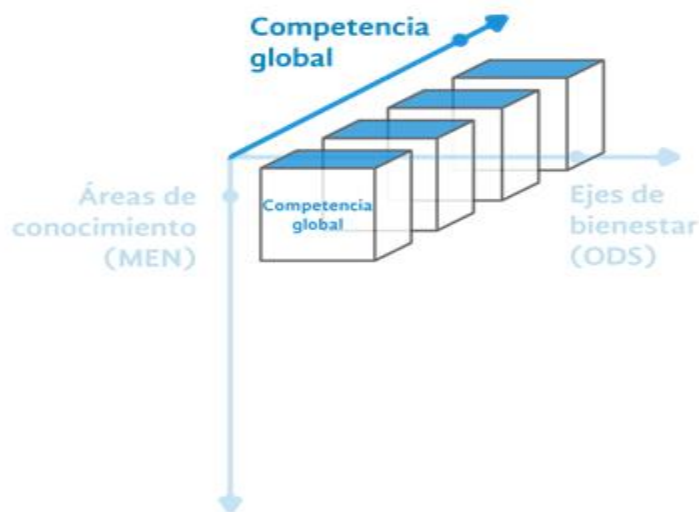 Competencia
global
Áreas de
conocimiento
(MEN)
Competencia
global
Ejes de
bienestar
(ODS)